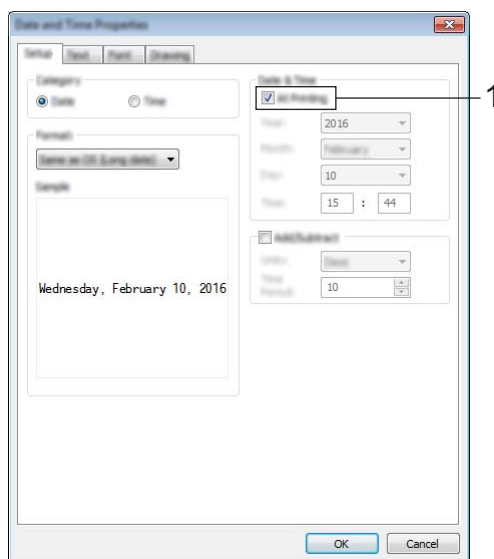 Date and Time Properties
Setup Text Font Drawing
Category
Date Time
Format:
Same as OS (Long date)
Sample
Wednesday, February 10, 2016
Date & Time
At Printing
1
Year: 2016
Month: February
Day: 10
Time: 15 : 44
Add/Subtract
Units: Days
Time Period: 10
OK Cancel